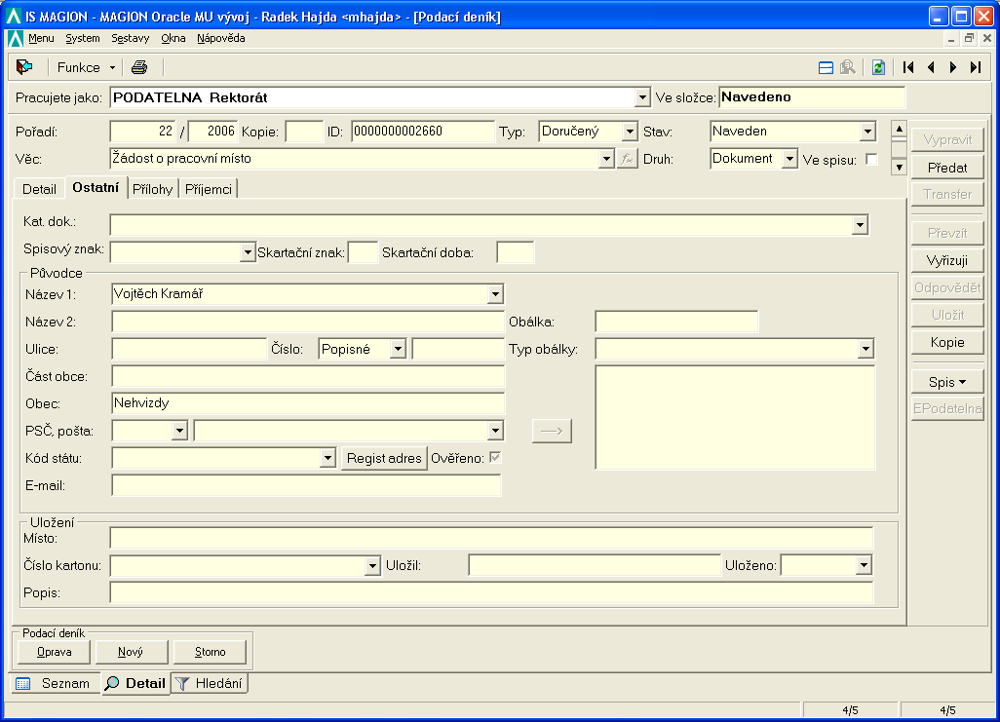 IS MAGION - MAGION Oracle MU vývoj - Radek Hajda <mhajda> - [Podací deník]
Menu System Sestavy Okna Nápověda
Funkce
Pracujete jako: PODATELNA Rektorát Ve složce: Navedeno
Pořadí: 22 / 2006 Kopie: ID: 0000000002660 Typ: Doručený Stav: Naveden
Věc: Žádost o pracovní místo Druh: Dokument Ve spisu:
Vypravit
Předat
Transfer
Převzít
Vyřizuji
Odpovědět
Uložit
Kopie
Spis
EPodatelna
Detail Ostatní Přílohy Příjemci
Kat. dok.:
Spisový znak: Skartační znak: Skartační doba:
Původce
Název 1: Vojtěch Kramář
Název 2: Obálka:
Ulice: Číslo: Popisné Typ obálky:
Část obce:
Obec: Nehvizdy
PSČ, pošta: -->
Kód státu: Regist adres Ověřeno:
E-mail:
Uložení
Místo:
Číslo kartonu: Uložil: Uloženo:
Popis:
Podací deník
Oprava Nový Storno
Seznam Detail Hledání
4/5 4/5